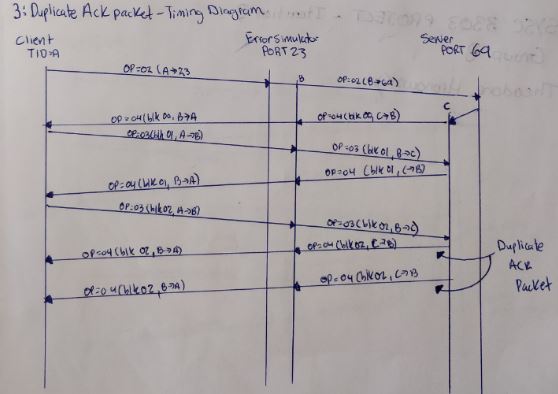 3: Duplicate Ack packet - Timing Diagram
Client
TID=A
Error Simulator
PORT 23
Server
PORT 69
OP=02 (A→23)
B
OP=02 (B→69)
C
OP=04 (blk 00, B→A
OP=04 (blk 00, C→B)
OP=03 (blk 01, A→B)
OP=03 (blk 01, B→C)
OP=04 (blk 01, B→A)
OP=04 (blk 01, C→B)
OP=03 (blk 02, A→B)
OP=03 (blk 02, B→C)
OP=04 (blk 02, B→A)
OP=04 (blk 02, C→B)
Duplicate
ACK
Packet
OP=04 (blk 02, B→A)
OP=04 (blk 02, C→B